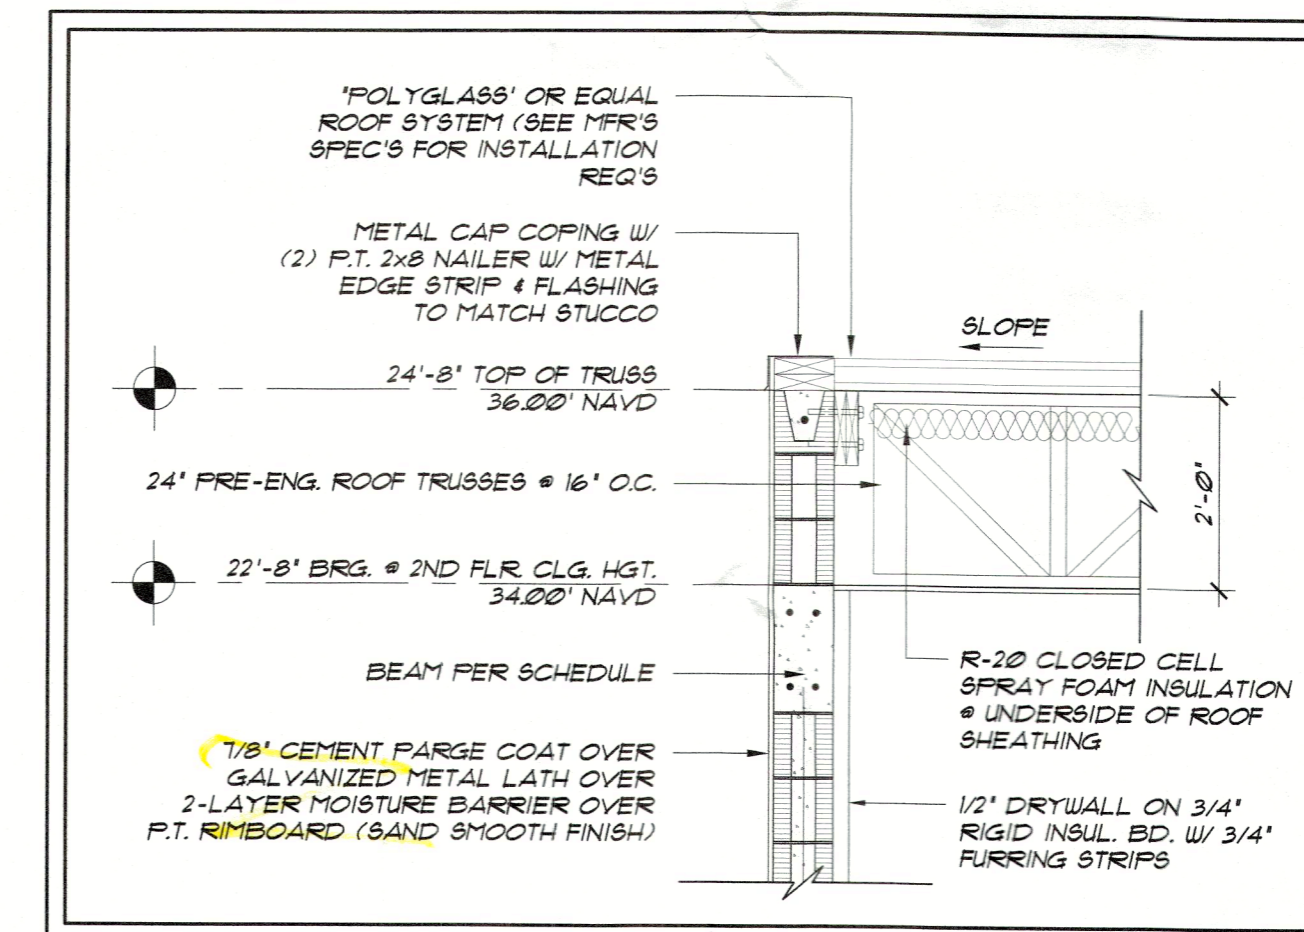 "POLYGLASS' OR EQUAL
ROOF SYSTEM (SEE MFR'S
SPEC'S FOR INSTALLATION
REQ'S
METAL CAP COPING W/
(2) P.T. 2x8 NAILER W/ METAL
EDGE STRIP & FLASHING
TO MATCH STUCCO
SLOPE
24'-8" TOP OF TRUSS
36.00' NAVD
24" PRE-ENG. ROOF TRUSSES @ 16" O.C.
2'-0"
22'-8" BRG. @ 2ND FLR. CLG. HGT.
34.00' NAVD
BEAM PER SCHEDULE
R-20 CLOSED CELL
SPRAY FOAM INSULATION
@ UNDERSIDE OF ROOF
SHEATHING
7/8" CEMENT PARGE COAT OVER
GALVANIZED METAL LATH OVER
2-LAYER MOISTURE BARRIER OVER
P.T. RIMBOARD (SAND SMOOTH FINISH)
1/2" DRYWALL ON 3/4"
RIGID INSUL. BD. W/ 3/4"
FURRING STRIPS